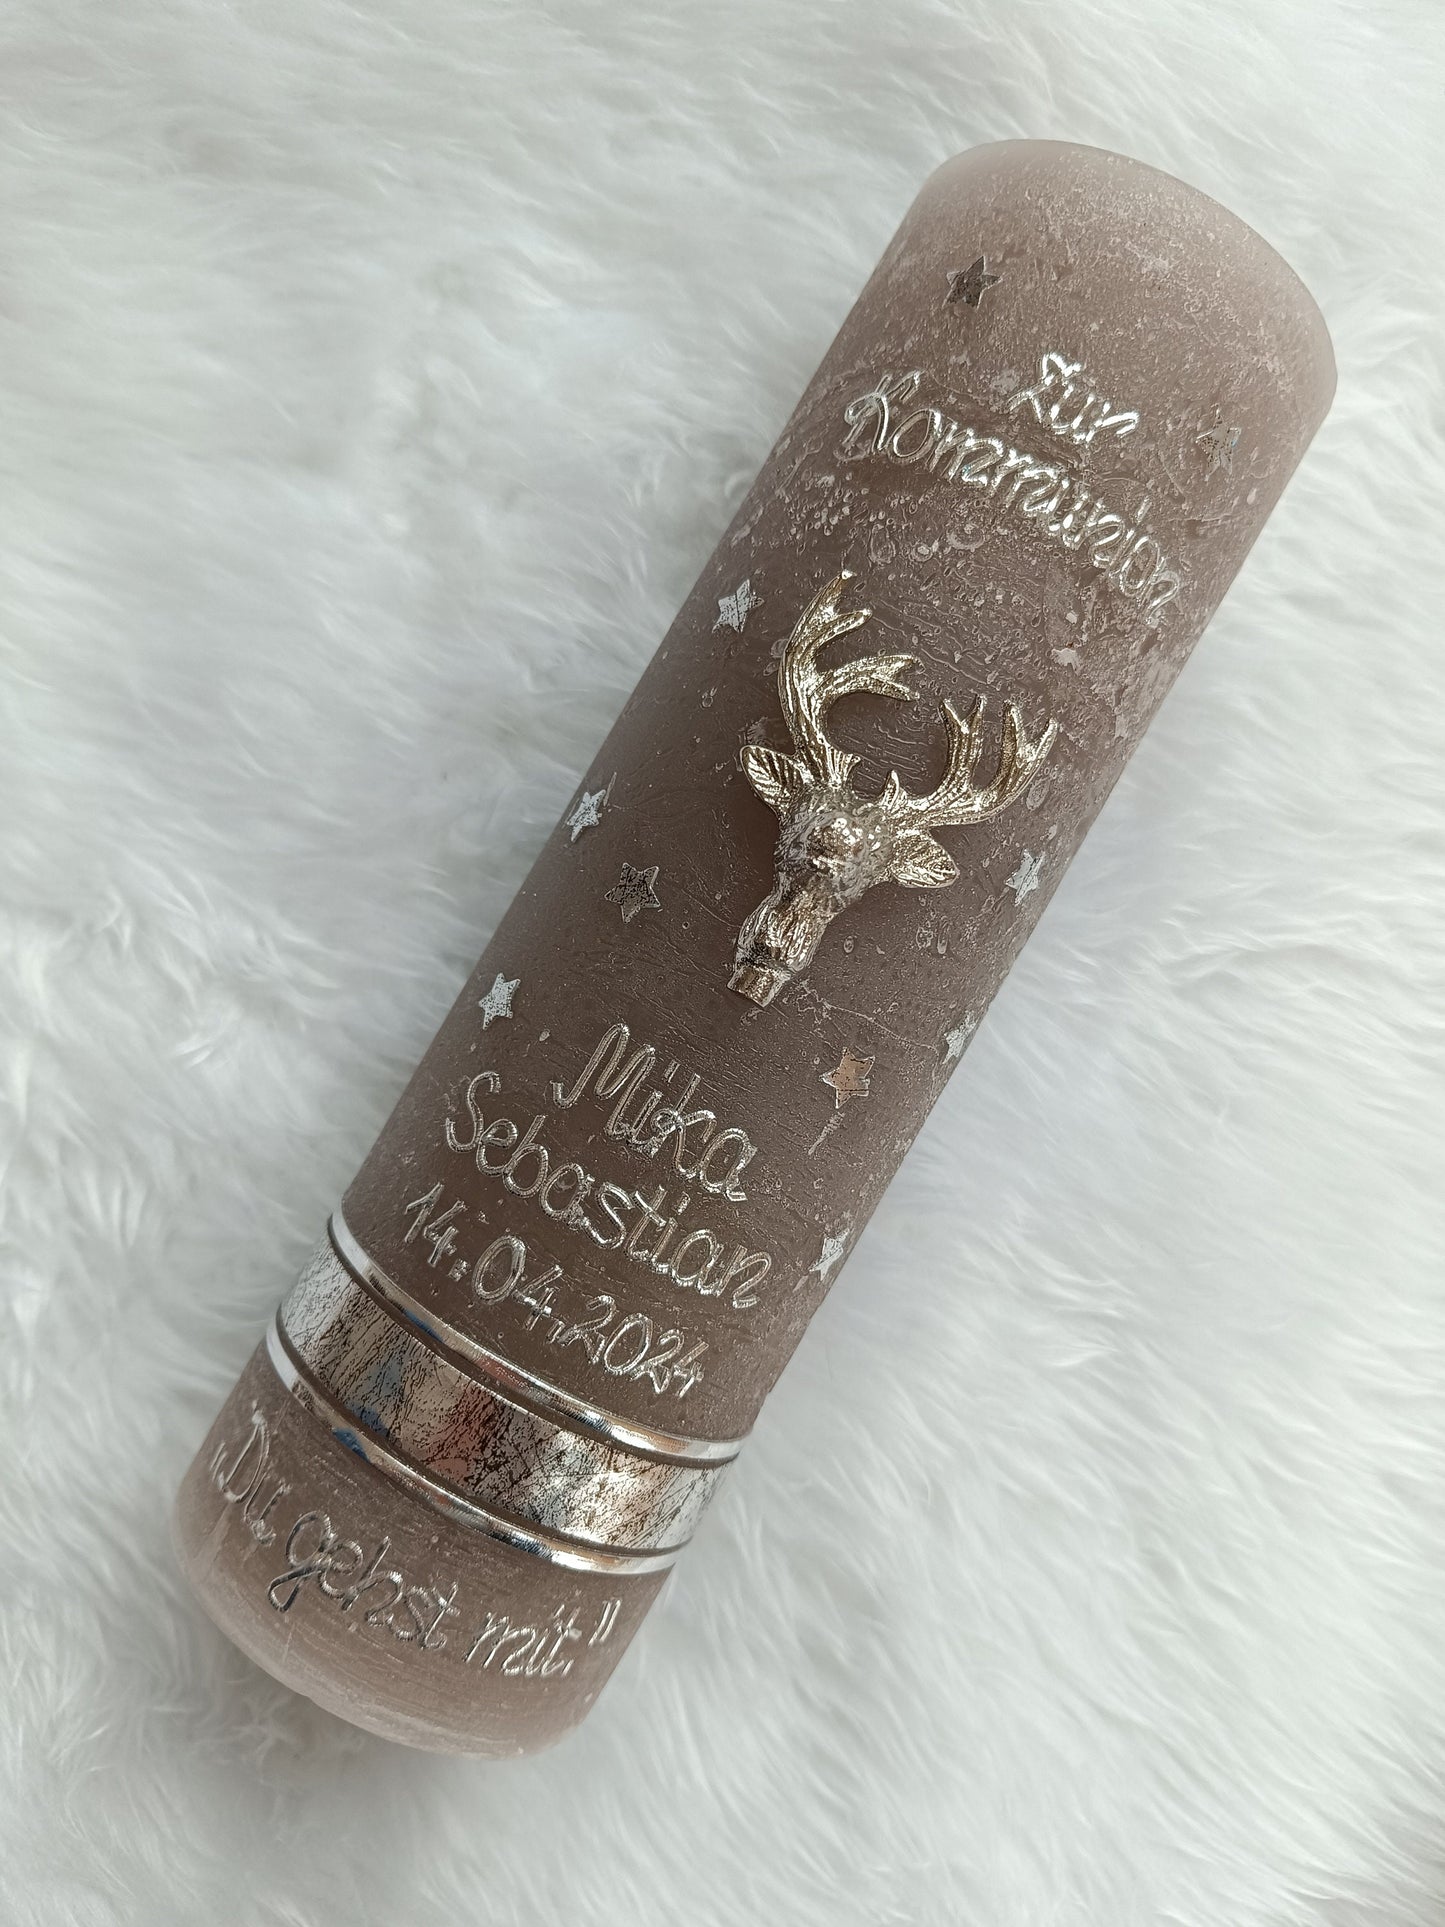 Zur
Kommunion
Mika
Sebastian
14.04.2024
„Du gehst mit."